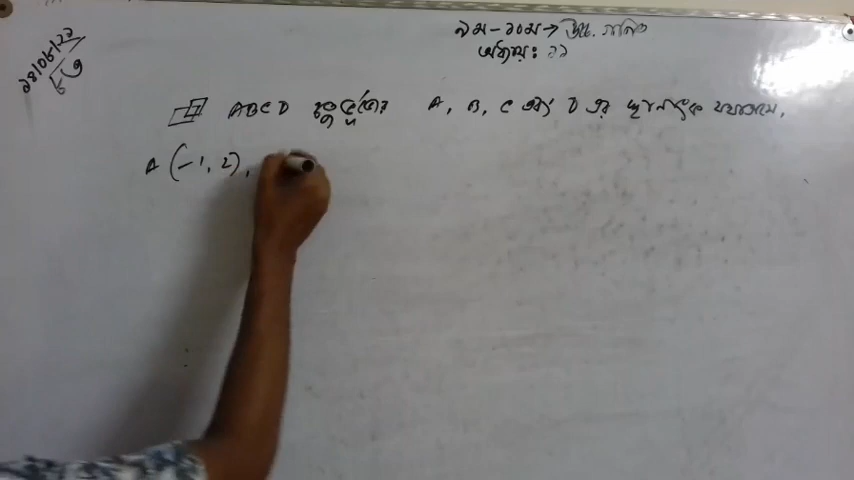 ৯ম-১০ম → উচ্চ. গণিত
অধ্যায়ঃ ১১
ABCD চতুর্ভুজের A, B, C এবং D এর স্থানাংক যথাক্রমে,
A (-1, 2),